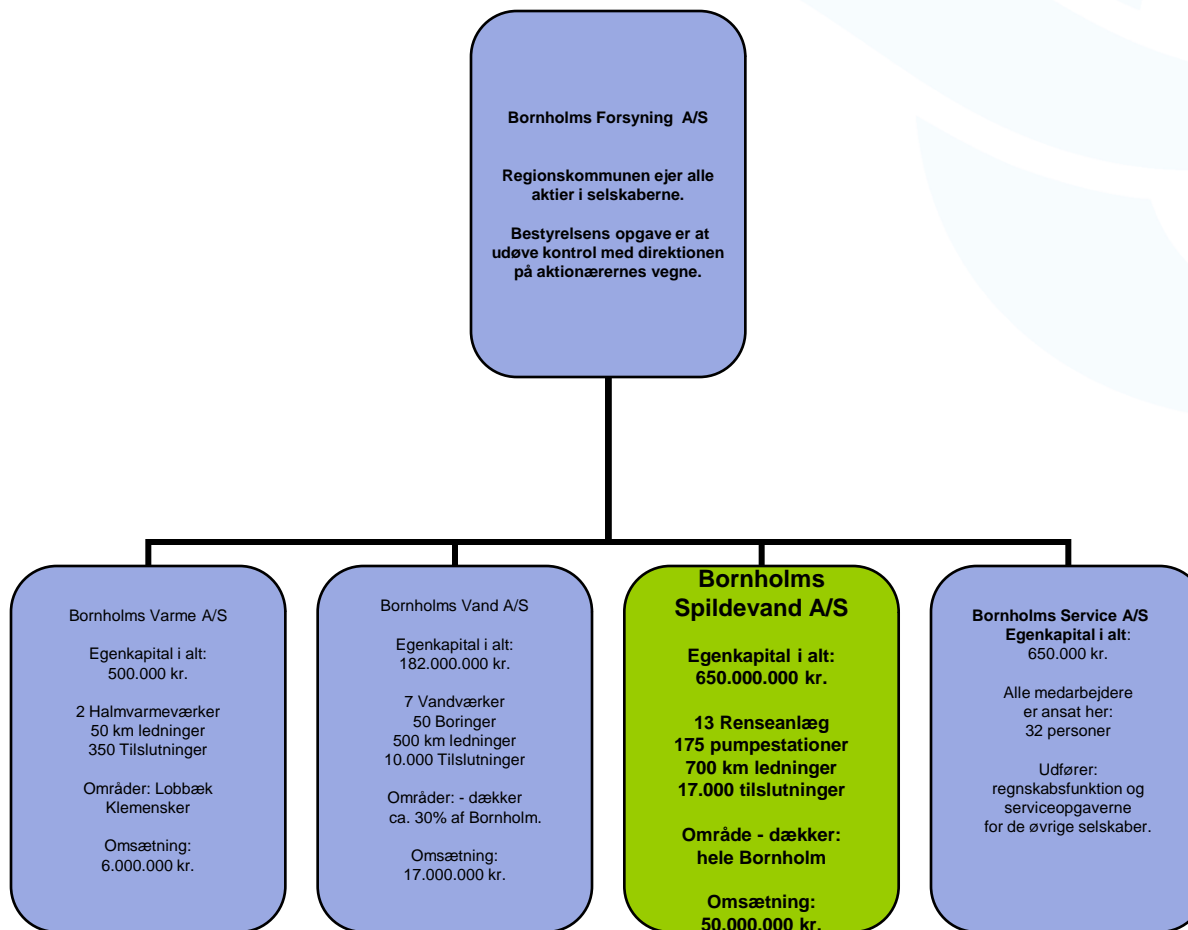 Bornholms Forsyning A/S
Regionskommunen ejer alle
aktier i selskaberne.
Bestyrelsens opgave er at
udøve kontrol med direktionen
på aktionærernes vegne.
Bornholms Varme A/S
Egenkapital i alt:
500.000 kr.
2 Halmvarmeværker
50 km ledninger
350 Tilslutninger
Områder: Lobbæk
Klemensker
Omsætning:
6.000.000 kr.
Bornholms Vand A/S
Egenkapital i alt:
182.000.000 kr.
7 Vandværker
50 Boringer
500 km ledninger
10.000 Tilslutninger
Områder: - dækker
ca. 30% af Bornholm.
Omsætning:
17.000.000 kr.
Bornholms
Spildevand A/S
Egenkapital i alt:
650.000.000 kr.
13 Renseanlæg
175 pumpestationer
700 km ledninger
17.000 tilslutninger
Område - dækker:
hele Bornholm
Omsætning:
50.000.000 kr.
Bornholms Service A/S
Egenkapital i alt:
650.000 kr.
Alle medarbejdere
er ansat her:
32 personer
Udfører:
regnskabsfunktion og
serviceopgaverne
for de øvrige selskaber.